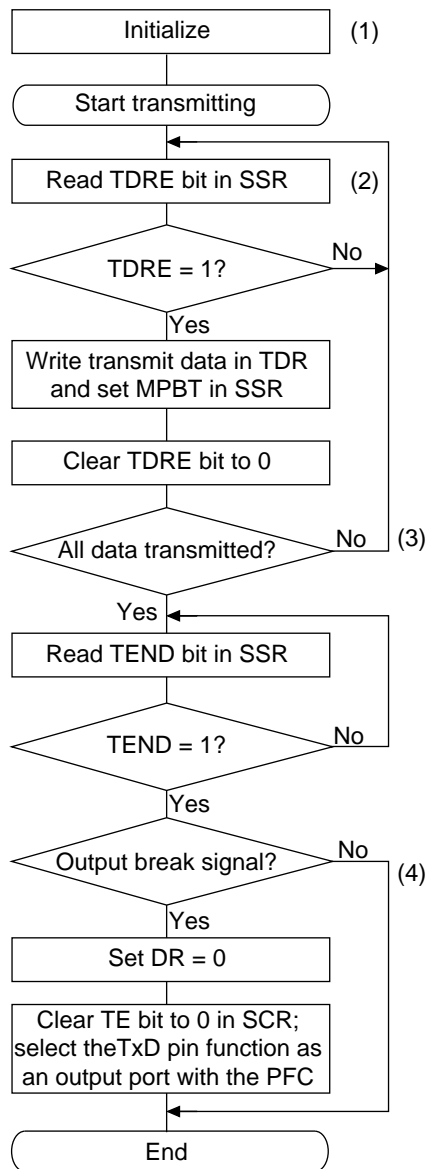 Initialize (1)
Start transmitting
Read TDRE bit in SSR (2)
TDRE = 1? No
Yes
Write transmit data in TDR
and set MPBT in SSR
Clear TDRE bit to 0
All data transmitted? No (3)
Yes
Read TEND bit in SSR
TEND = 1? No
Yes
Output break signal? No (4)
Yes
Set DR = 0
Clear TE bit to 0 in SCR;
select theTxD pin function as
an output port with the PFC
End